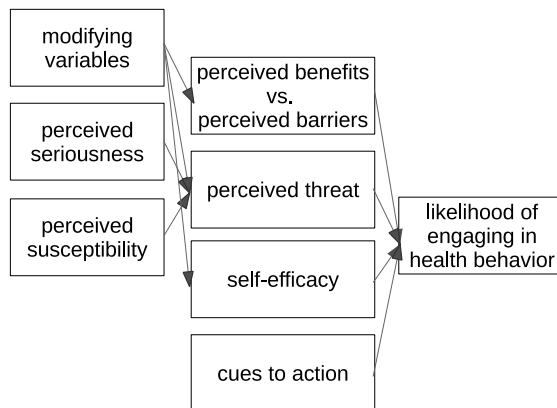 modifying
variables
perceived
seriousness
perceived
susceptibility
perceived benefits
vs.
perceived barriers
perceived threat
self-efficacy
cues to action
likelihood of
engaging in
health behavior